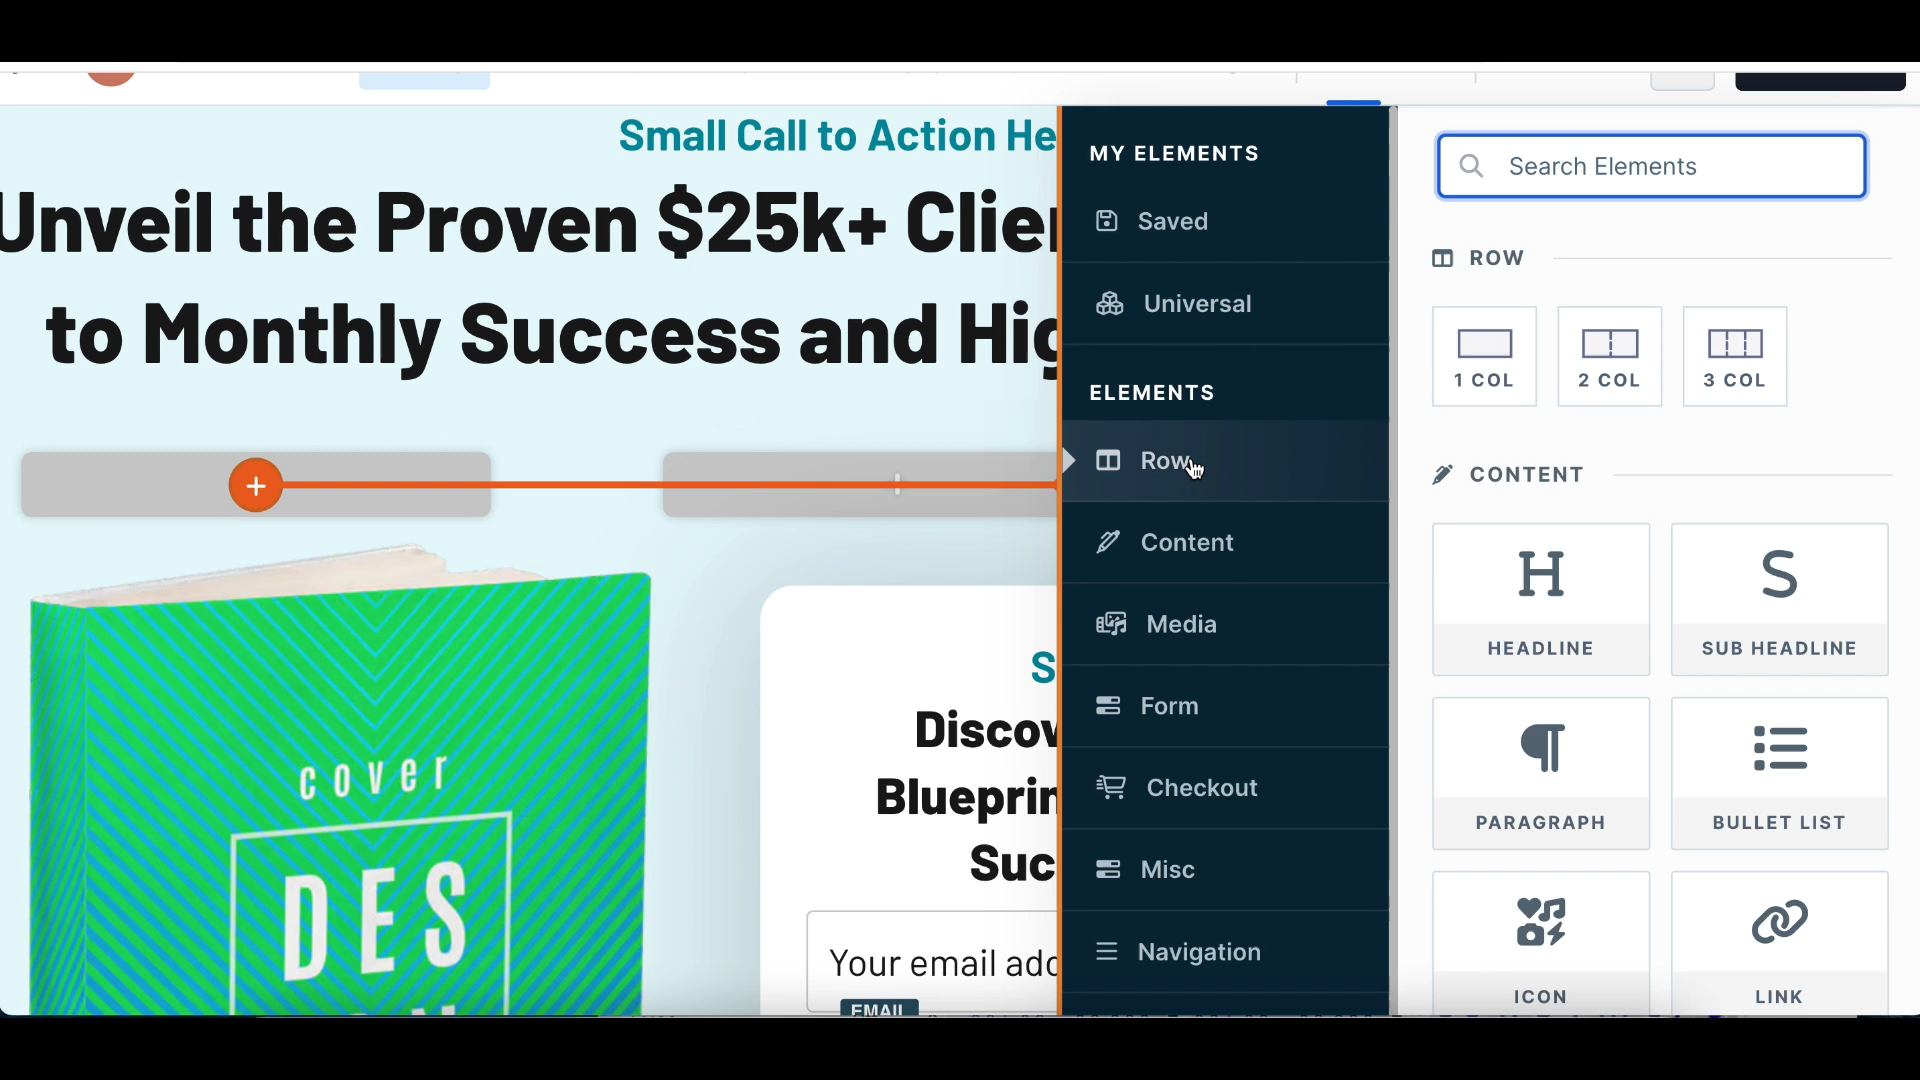 Small Call to Action He
Unveil the Proven $25k+ Clie
to Monthly Success and Hig
cover
DES
S
Discov
Blueprin
Suc
Your email add
EMAIL
MY ELEMENTS
Saved
Universal
ELEMENTS
Row
Content
Media
Form
Checkout
Misc
Navigation
Search Elements
ROW
1 COL
2 COL
3 COL
CONTENT
H
HEADLINE
S
SUB HEADLINE
PARAGRAPH
BULLET LIST
ICON
LINK